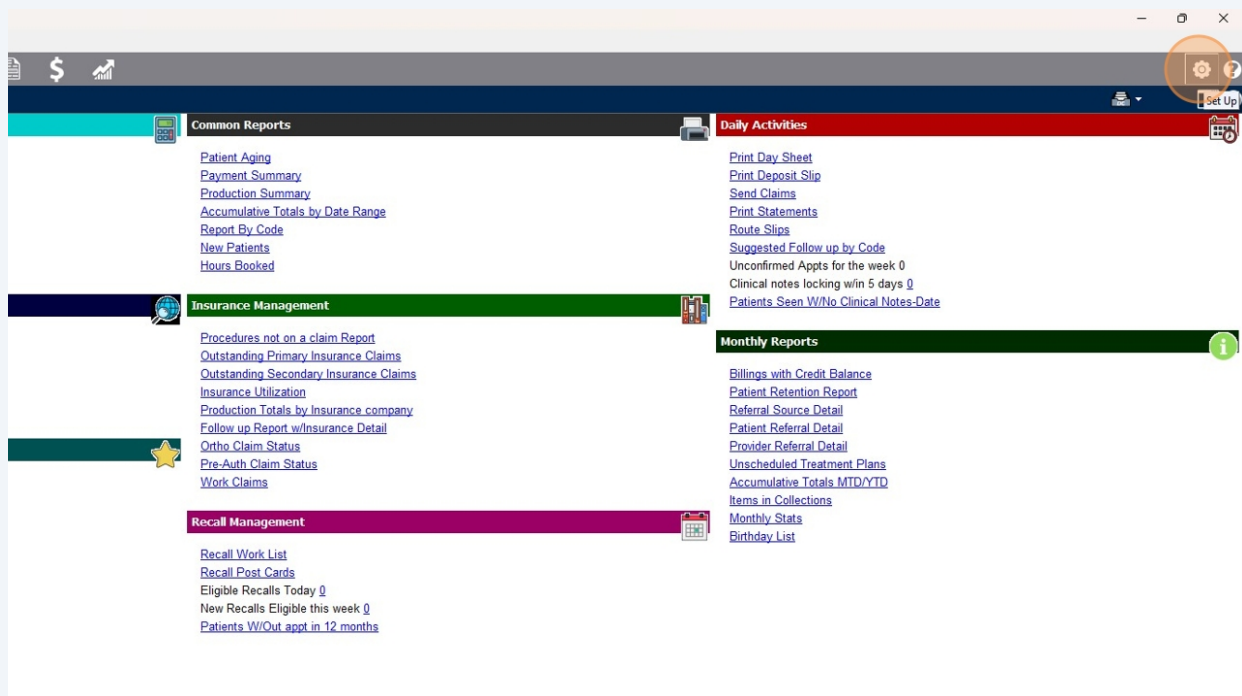 Set Up
Common Reports
Patient Aging
Payment Summary
Production Summary
Accumulative Totals by Date Range
Report By Code
New Patients
Hours Booked
Insurance Management
Procedures not on a claim Report
Outstanding Primary Insurance Claims
Outstanding Secondary Insurance Claims
Insurance Utilization
Production Totals by Insurance company
Follow up Report w/Insurance Detail
Ortho Claim Status
Pre-Auth Claim Status
Work Claims
Recall Management
Recall Work List
Recall Post Cards
Eligible Recalls Today 0
New Recalls Eligible this week 0
Patients W/Out appt in 12 months
Daily Activities
Print Day Sheet
Print Deposit Slip
Send Claims
Print Statements
Route Slips
Suggested Follow up by Code
Unconfirmed Appts for the week 0
Clinical notes locking w/in 5 days 0
Patients Seen W/No Clinical Notes-Date
Monthly Reports
Billings with Credit Balance
Patient Retention Report
Referral Source Detail
Patient Referral Detail
Provider Referral Detail
Unscheduled Treatment Plans
Accumulative Totals MTD/YTD
Items in Collections
Monthly Stats
Birthday List